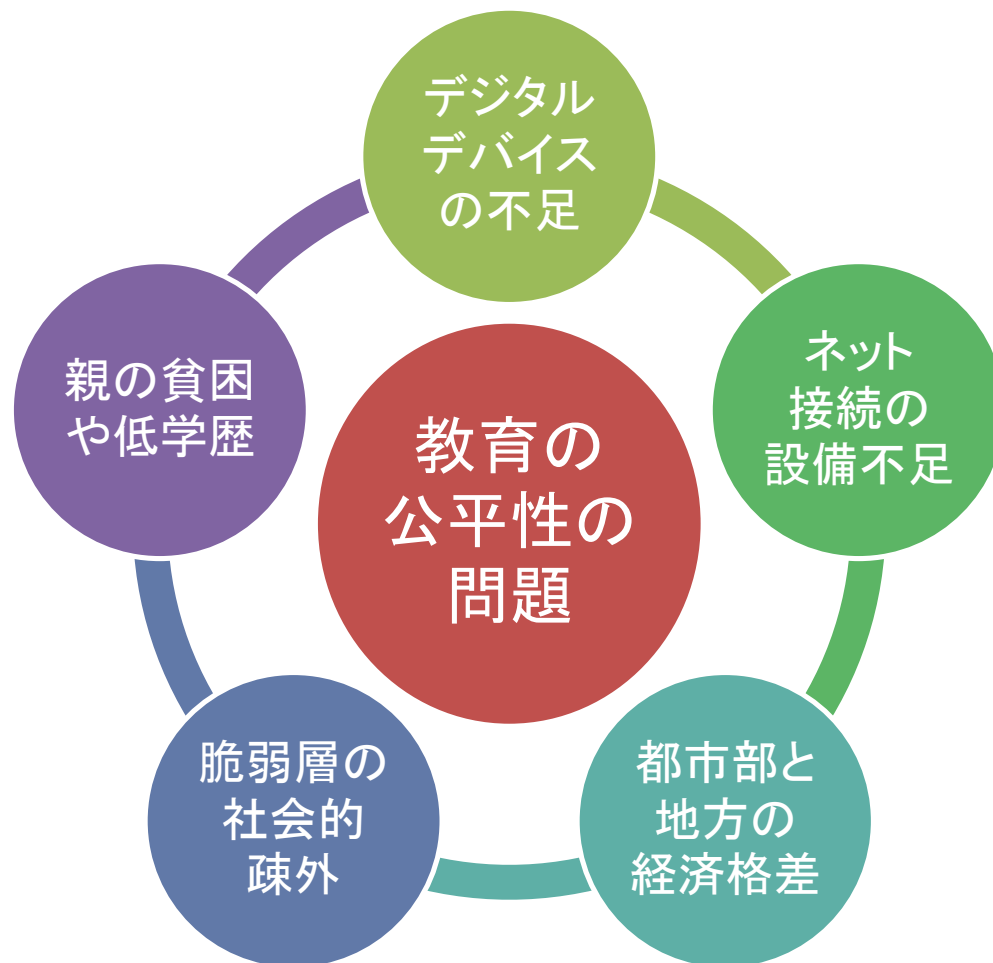 デジタル
デバイス
の不足
ネット
接続の
設備不足
都市部と
地方の
経済格差
脆弱層の
社会的
疎外
親の貧困
や低学歴
教育の
公平性の
問題